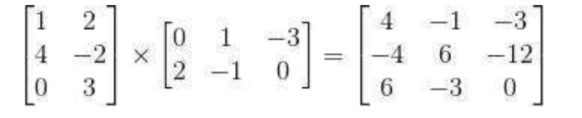 [1 2; 4 -2; 0 3] × [0 1 -3; 2 -1 0] = [4 -1 -3; -4 6 -12; 6 -3 0]